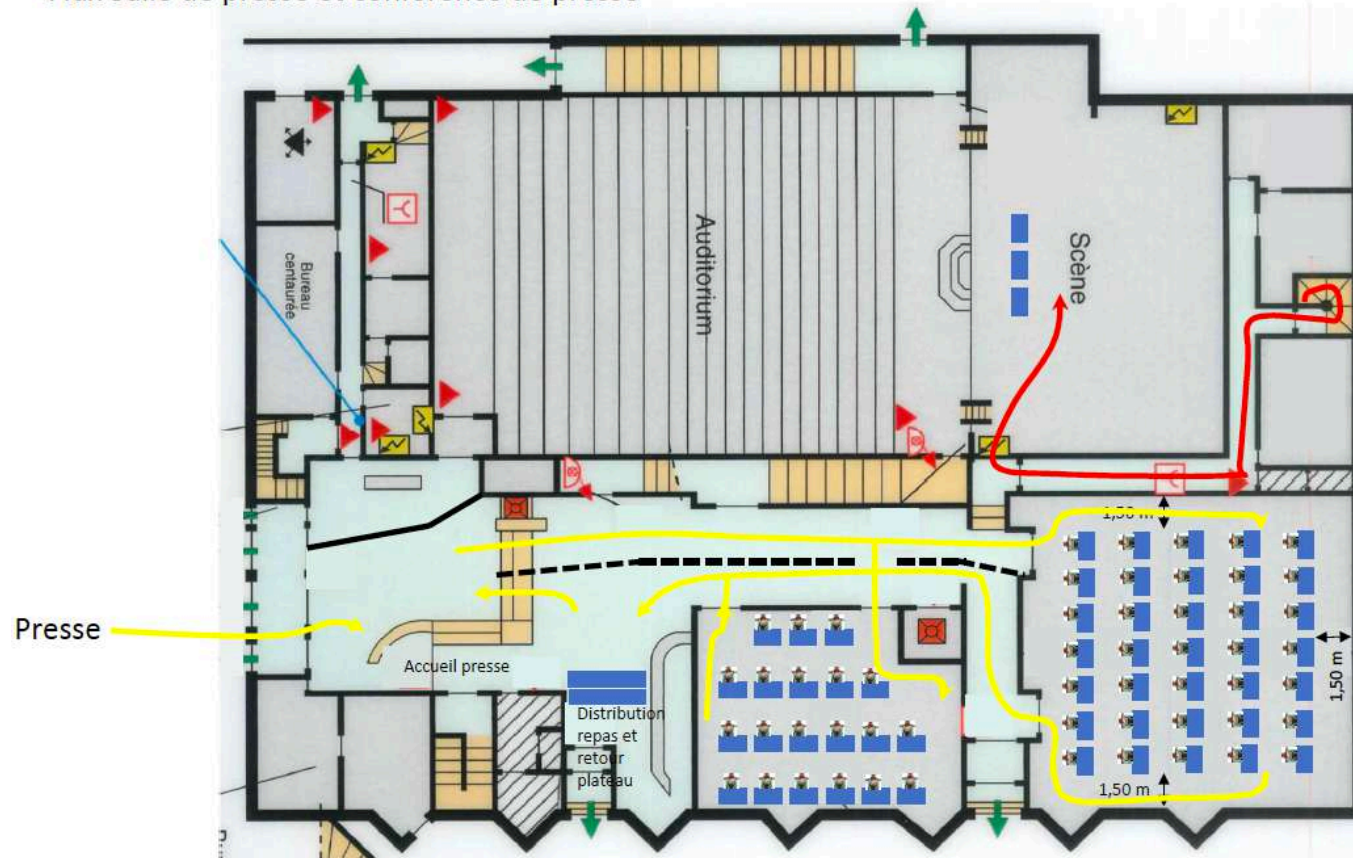 Plan salle de presse et conférence de presse
Bureau
centaurée
Auditorium
Scène
1,50 m
1,50 m
Presse
Accueil presse
Distribution
repas et
retour
plateau
1,50 m